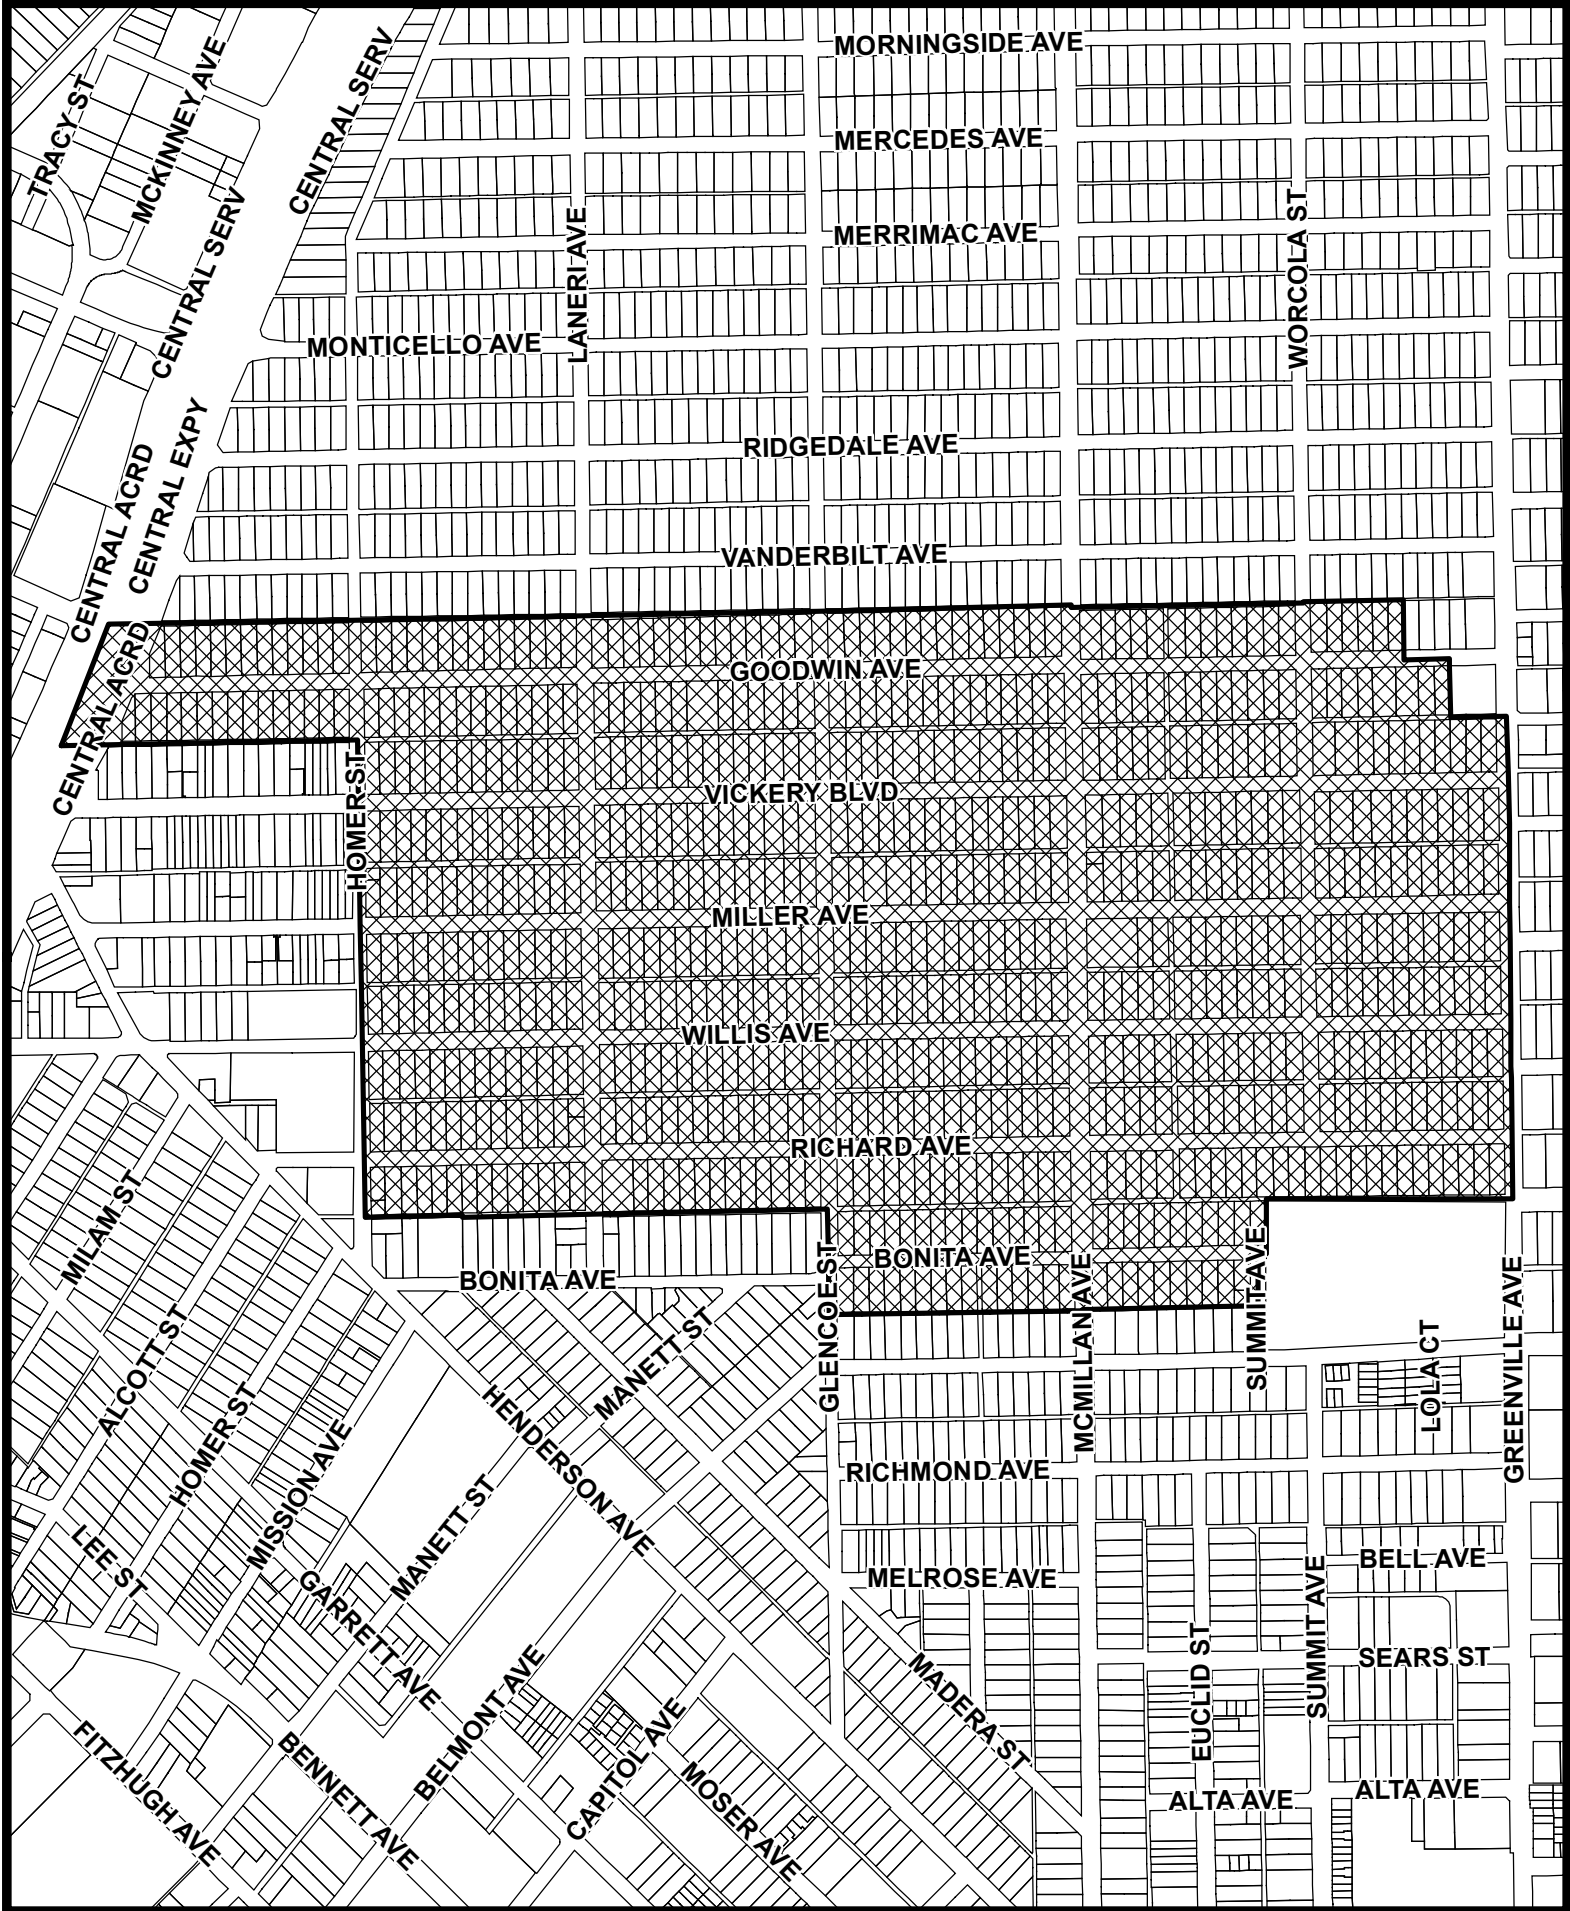 MORNINGSIDE AVE
TRACY ST
MCKINNEY AVE
CENTRAL SERV
MERCEDES AVE
CENTRAL SERV
LANERI AVE
MERRIMAC AVE
WORCOLA ST
MONTICELLO AVE
RIDGEDALE AVE
CENTRAL ACRD
CENTRAL EXPY
VANDERBILT AVE
CENTRAL ACRD
GOODWIN AVE
HOMER ST
VICKERY BLVD
MILLER AVE
WILLIS AVE
RICHARD AVE
MILAM ST
BONITA AVE
BONITA AVE
GLENCOE ST
MCMILLAN AVE
SUMMIT AVE
GREENVILLE AVE
LOLA CT
ALCOTT ST
MANETT ST
HOMER ST
HENDERSON AVE
MISSION AVE
RICHMOND AVE
MANETT ST
LEE ST
GARRETT AVE
MELROSE AVE
BELL AVE
SUMMIT AVE
EUCLID ST
SEARS ST
MADERA ST
BELMONT AVE
CAPITOL AVE
FITZHUGH AVE
BENNETT AVE
MOSER AVE
ALTA AVE
ALTA AVE